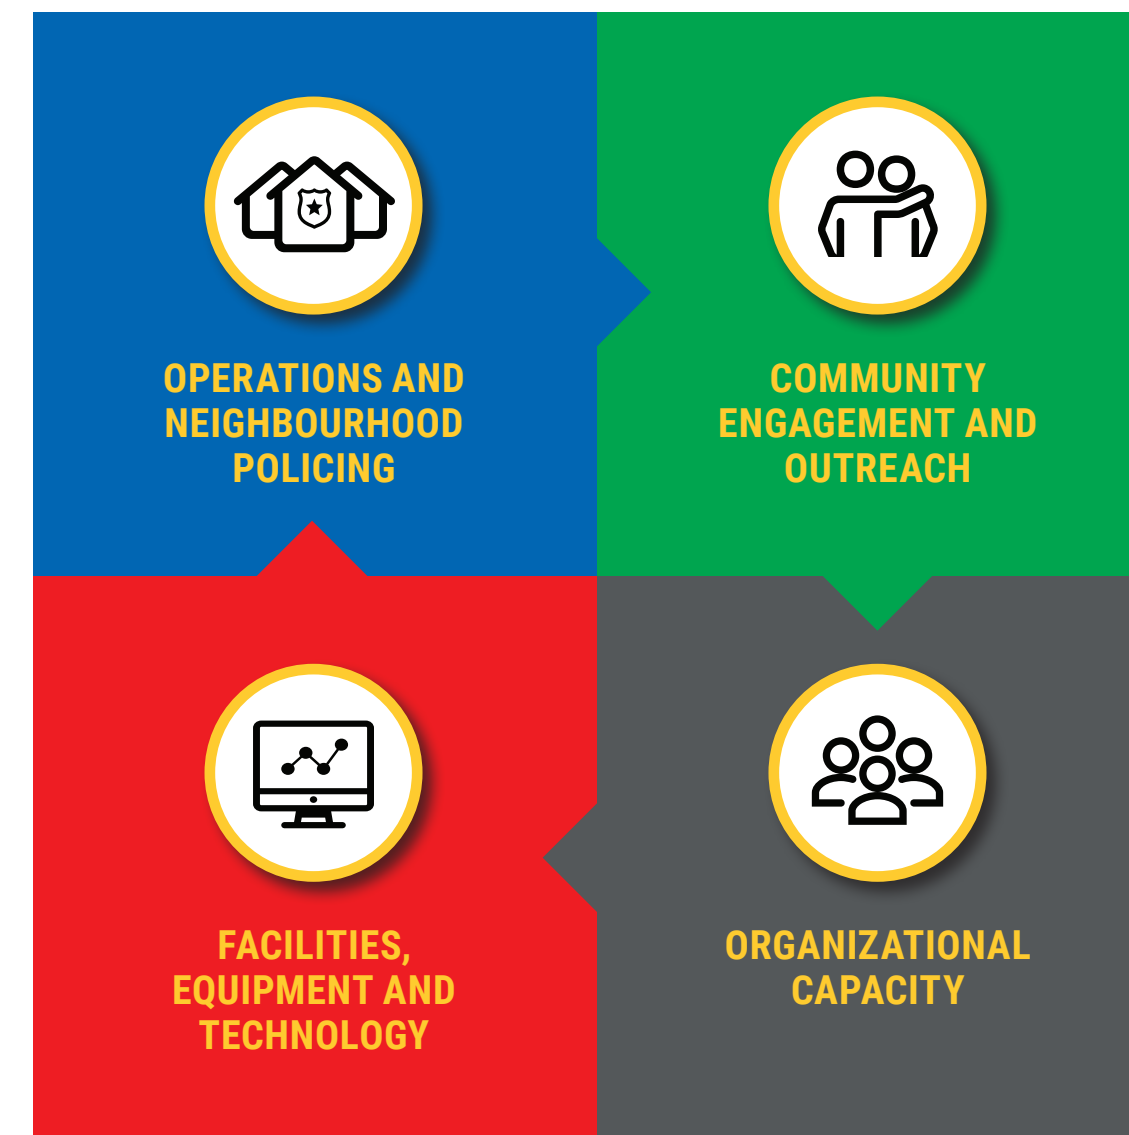 OPERATIONS AND
NEIGHBOURHOOD
POLICING
COMMUNITY
ENGAGEMENT AND
OUTREACH
FACILITIES,
EQUIPMENT AND
TECHNOLOGY
ORGANIZATIONAL
CAPACITY